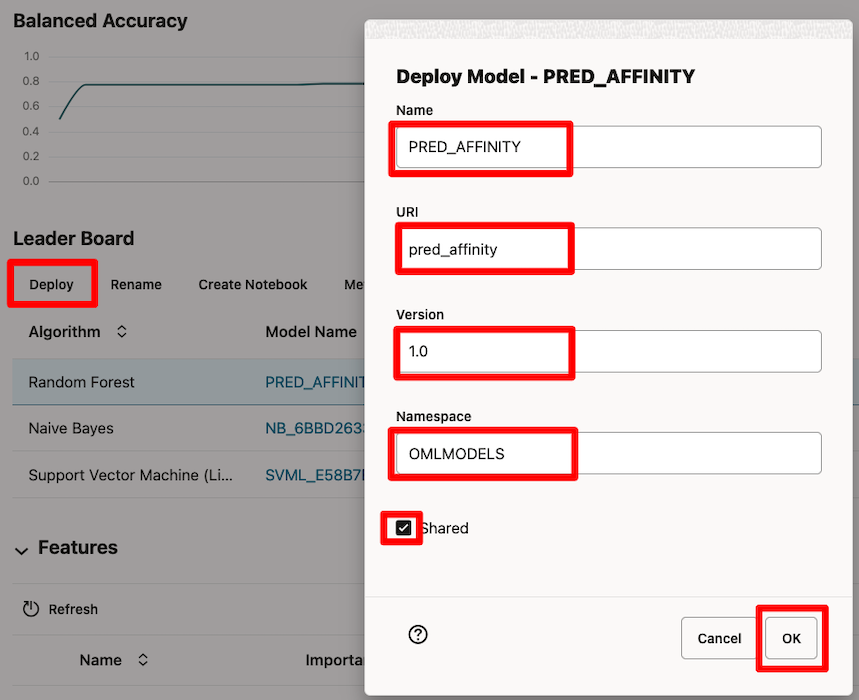 Balanced Accuracy
1.0
0.8
0.6
0.4
0.2
0.0
Leader Board
Deploy Rename Create Notebook Me
Algorithm Model Name
Random Forest PRED_AFFINIT
Naive Bayes NB_6BBD263
Support Vector Machine (Li... SVML_E58B7
Features
Refresh
Name Importa
Deploy Model - PRED_AFFINITY
Name
PRED_AFFINITY
URI
pred_affinity
Version
1.0
Namespace
OMLMODELS
Shared
Cancel OK